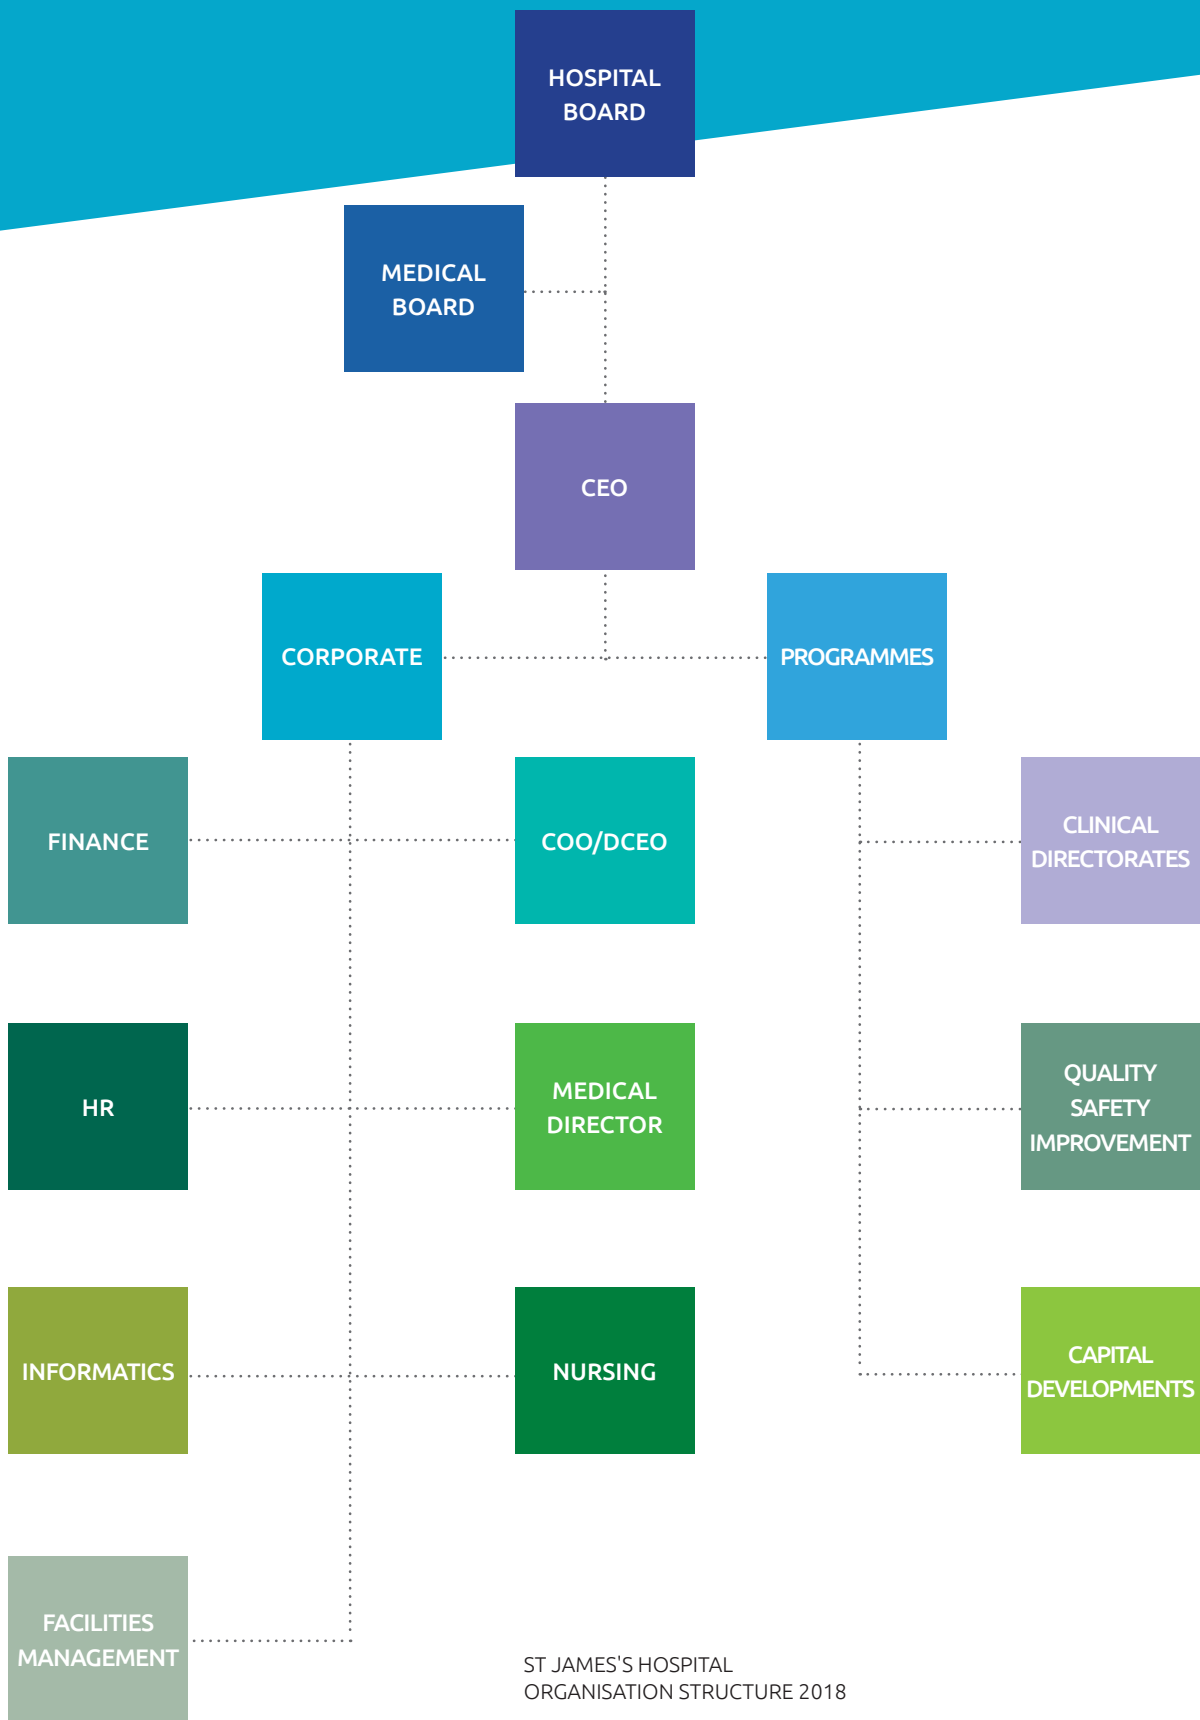 HOSPITAL
BOARD
MEDICAL
BOARD
CEO
CORPORATE
PROGRAMMES
FINANCE
COO/DCEO
CLINICAL
DIRECTORATES
HR
MEDICAL
DIRECTOR
QUALITY
SAFETY
IMPROVEMENT
INFORMATICS
NURSING
CAPITAL
DEVELOPMENTS
FACILITIES
MANAGEMENT
ST JAMES'S HOSPITAL
ORGANISATION STRUCTURE 2018